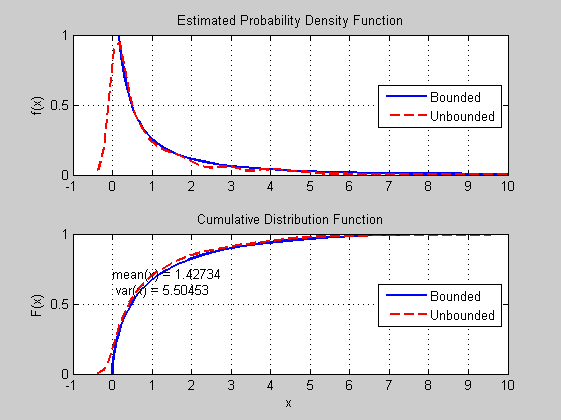 Estimated Probability Density Function
1
0.5
0
f(x)
Bounded
Unbounded
-1 0 1 2 3 4 5 6 7 8 9 10
Cumulative Distribution Function
1
0.5
0
F(x)
mean(x) = 1.42734
var(x) = 5.50453
Bounded
Unbounded
-1 0 1 2 3 4 5 6 7 8 9 10
x